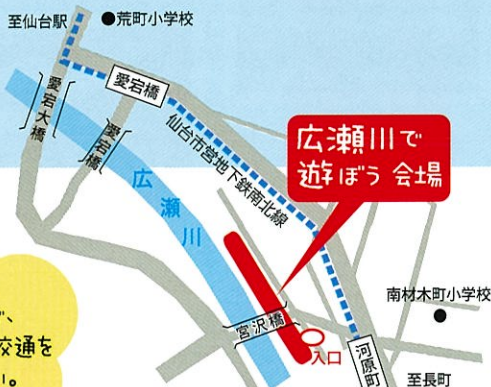 至仙台駅
荒町小学校
愛宕大橋
愛宕橋
愛宕橋
仙台市営地下鉄南北線
広瀬川
広瀬川で
遊ぼう 会場
宮沢橋
入口
河原町
南材木町小学校
至長町
、
交通を
い。